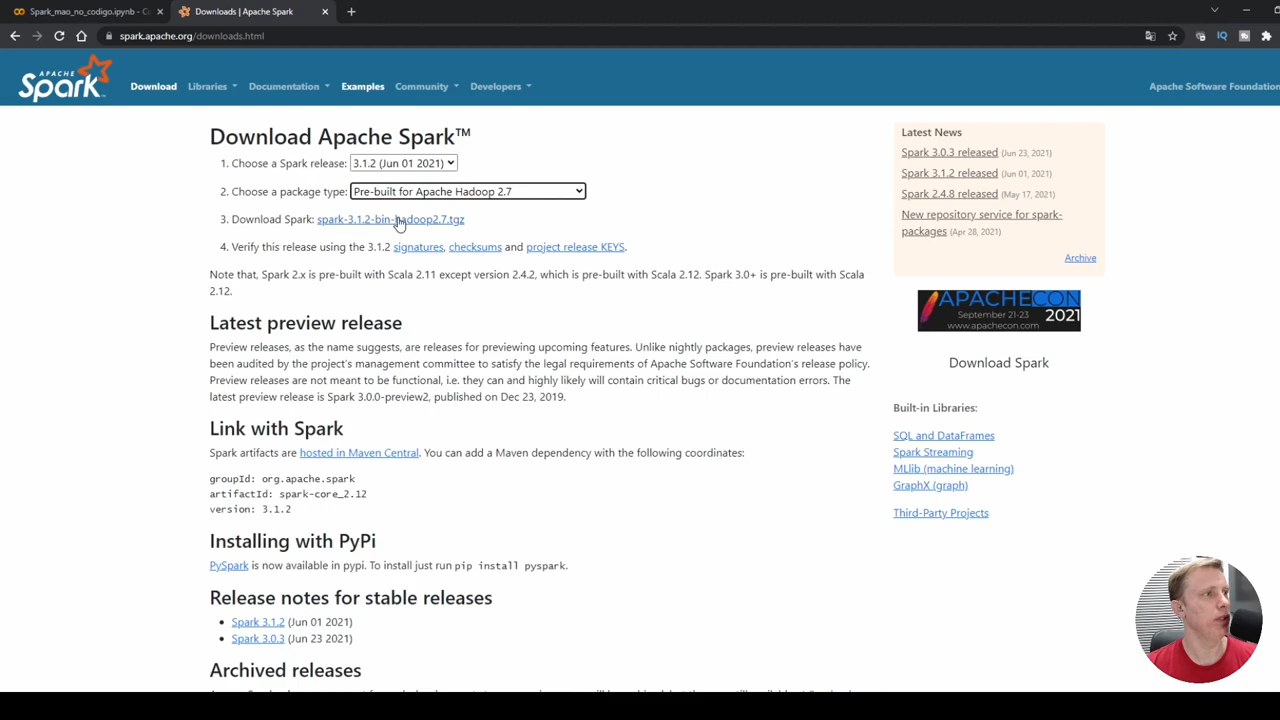 Spark_mao_no_codigo.ipynb - C
Downloads | Apache Spark
spark.apache.org/downloads.html
APACHE
Spark
Download Libraries Documentation Examples Community Developers Apache Software Foundation
Download Apache Spark™
1. Choose a Spark release: 3.1.2 (Jun 01 2021)
2. Choose a package type: Pre-built for Apache Hadoop 2.7
3. Download Spark: spark-3.1.2-bin-hadoop2.7.tgz
4. Verify this release using the 3.1.2 signatures, checksums and project release KEYS.
Note that, Spark 2.x is pre-built with Scala 2.11 except version 2.4.2, which is pre-built with Scala 2.12. Spark 3.0+ is pre-built with Scala
2.12.
Latest preview release
Preview releases, as the name suggests, are releases for previewing upcoming features. Unlike nightly packages, preview releases have
been audited by the project's management committee to satisfy the legal requirements of Apache Software Foundation's release policy.
Preview releases are not meant to be functional, i.e. they can and highly likely will contain critical bugs or documentation errors. The
latest preview release is Spark 3.0.0-preview2, published on Dec 23, 2019.
Link with Spark
Spark artifacts are hosted in Maven Central. You can add a Maven dependency with the following coordinates:
groupId: org.apache.spark
artifactId: spark-core_2.12
version: 3.1.2
Installing with PyPi
PySpark is now available in pypi. To install just run pip install pyspark.
Release notes for stable releases
• Spark 3.1.2 (Jun 01 2021)
• Spark 3.0.3 (Jun 23 2021)
Archived releases
Latest News
Spark 3.0.3 released (Jun 23, 2021)
Spark 3.1.2 released (Jun 01, 2021)
Spark 2.4.8 released (May 17, 2021)
New repository service for spark-
packages (Apr 28, 2021)
Archive
APACHECON
September 21-23 2021
www.apachecon.com
Download Spark
Built-in Libraries:
SQL and DataFrames
Spark Streaming
MLlib (machine learning)
GraphX (graph)
Third-Party Projects